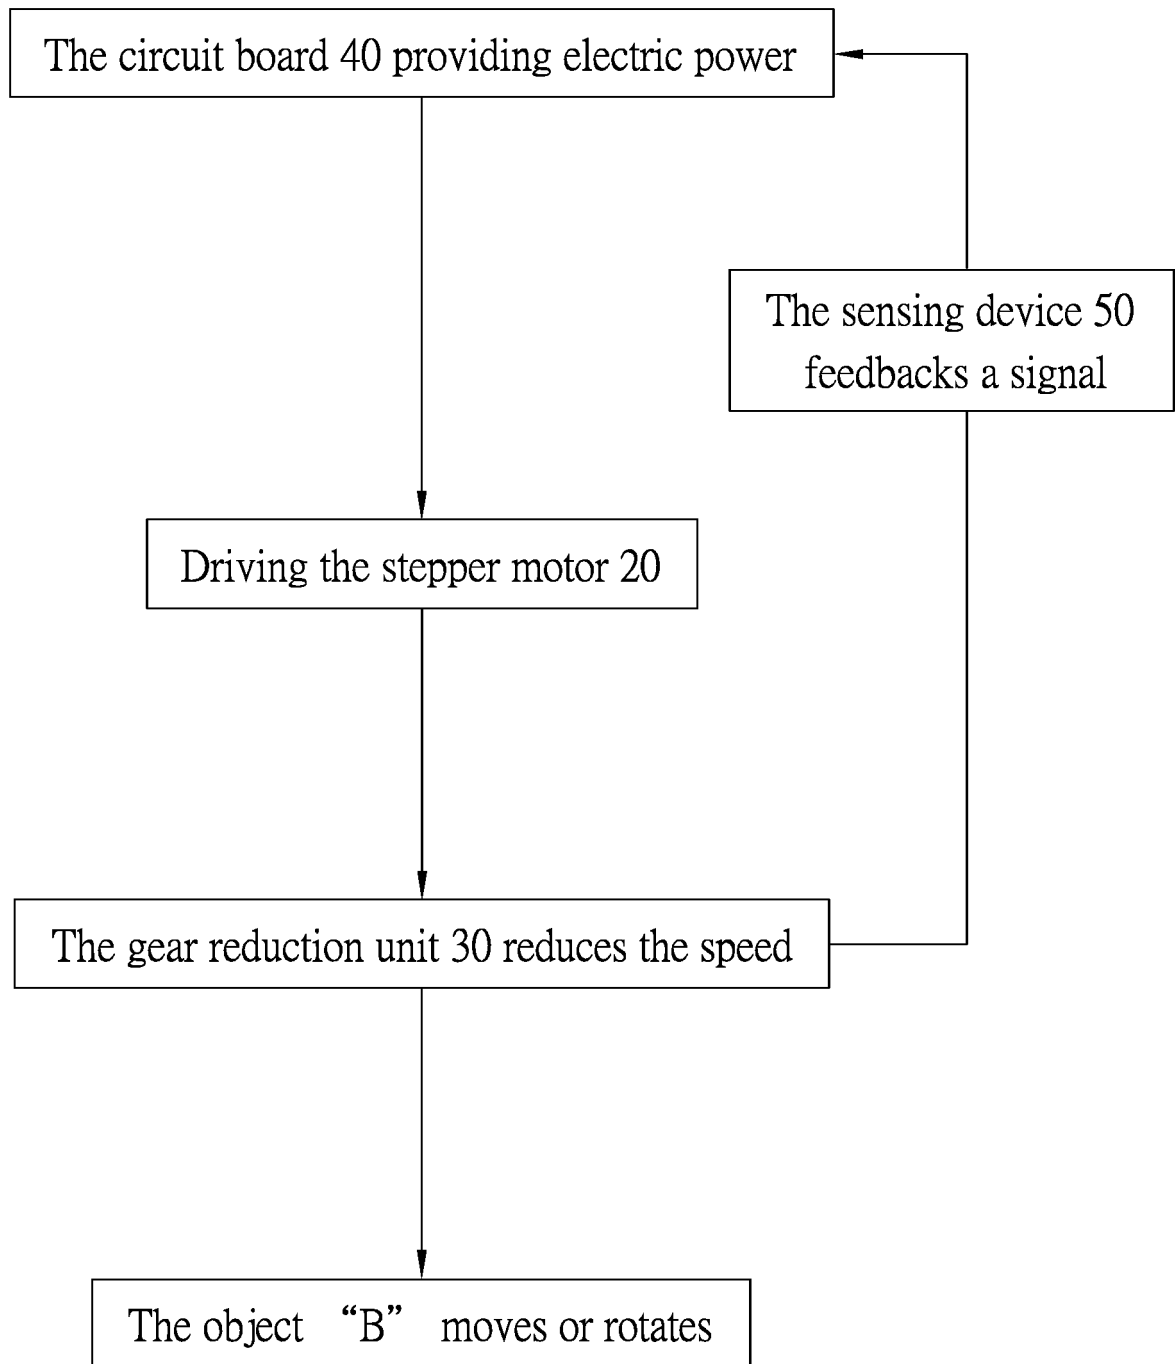 The circuit board 40 providing electric power
The sensing device 50
feedbacks a signal
Driving the stepper motor 20
The gear reduction unit 30 reduces the speed
The object “B” moves or rotates